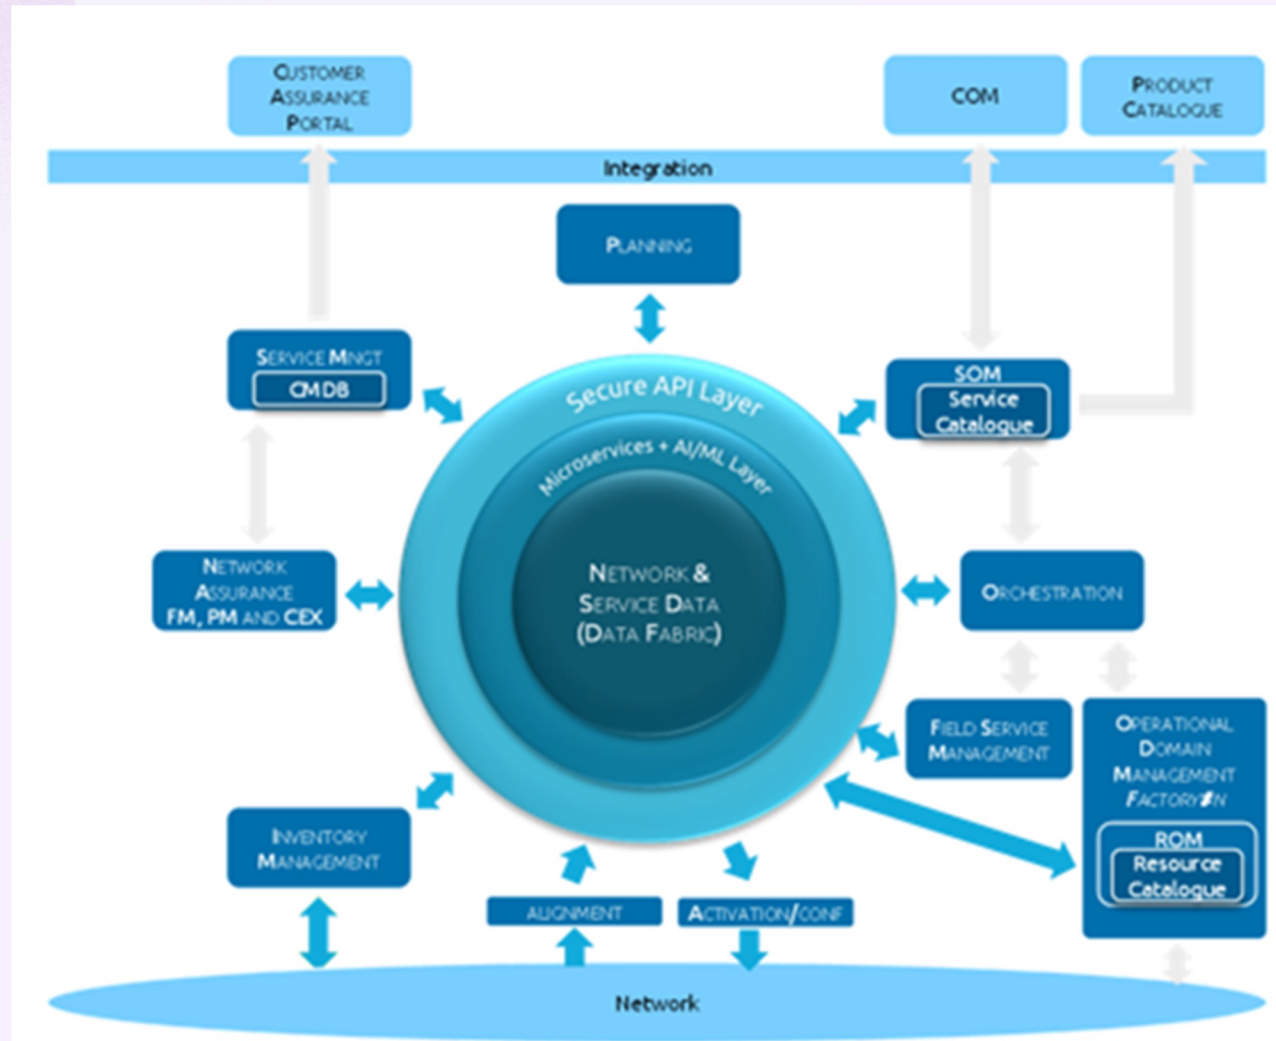 CUSTOMER
ASSURANCE
PORTAL
COM
PRODUCT
CATALOGUE
Integration
PLANNING
SERVICE MNGT
CMDB
Secure API Layer
SOM
Service
Catalogue
Microservices + AI/ML Layer
NETWORK
ASSURANCE
FM, PM AND CEX
NETWORK &
SERVICE DATA
(DATA FABRIC)
ORCHESTRATION
FIELD SERVICE
MANAGEMENT
OPERATIONAL
DOMAIN
MANAGEMENT
INVENTORY
MANAGEMENT
ROM
Resource
Catalogue
ALIGNMENT
ACTIVATION/CONF
Network